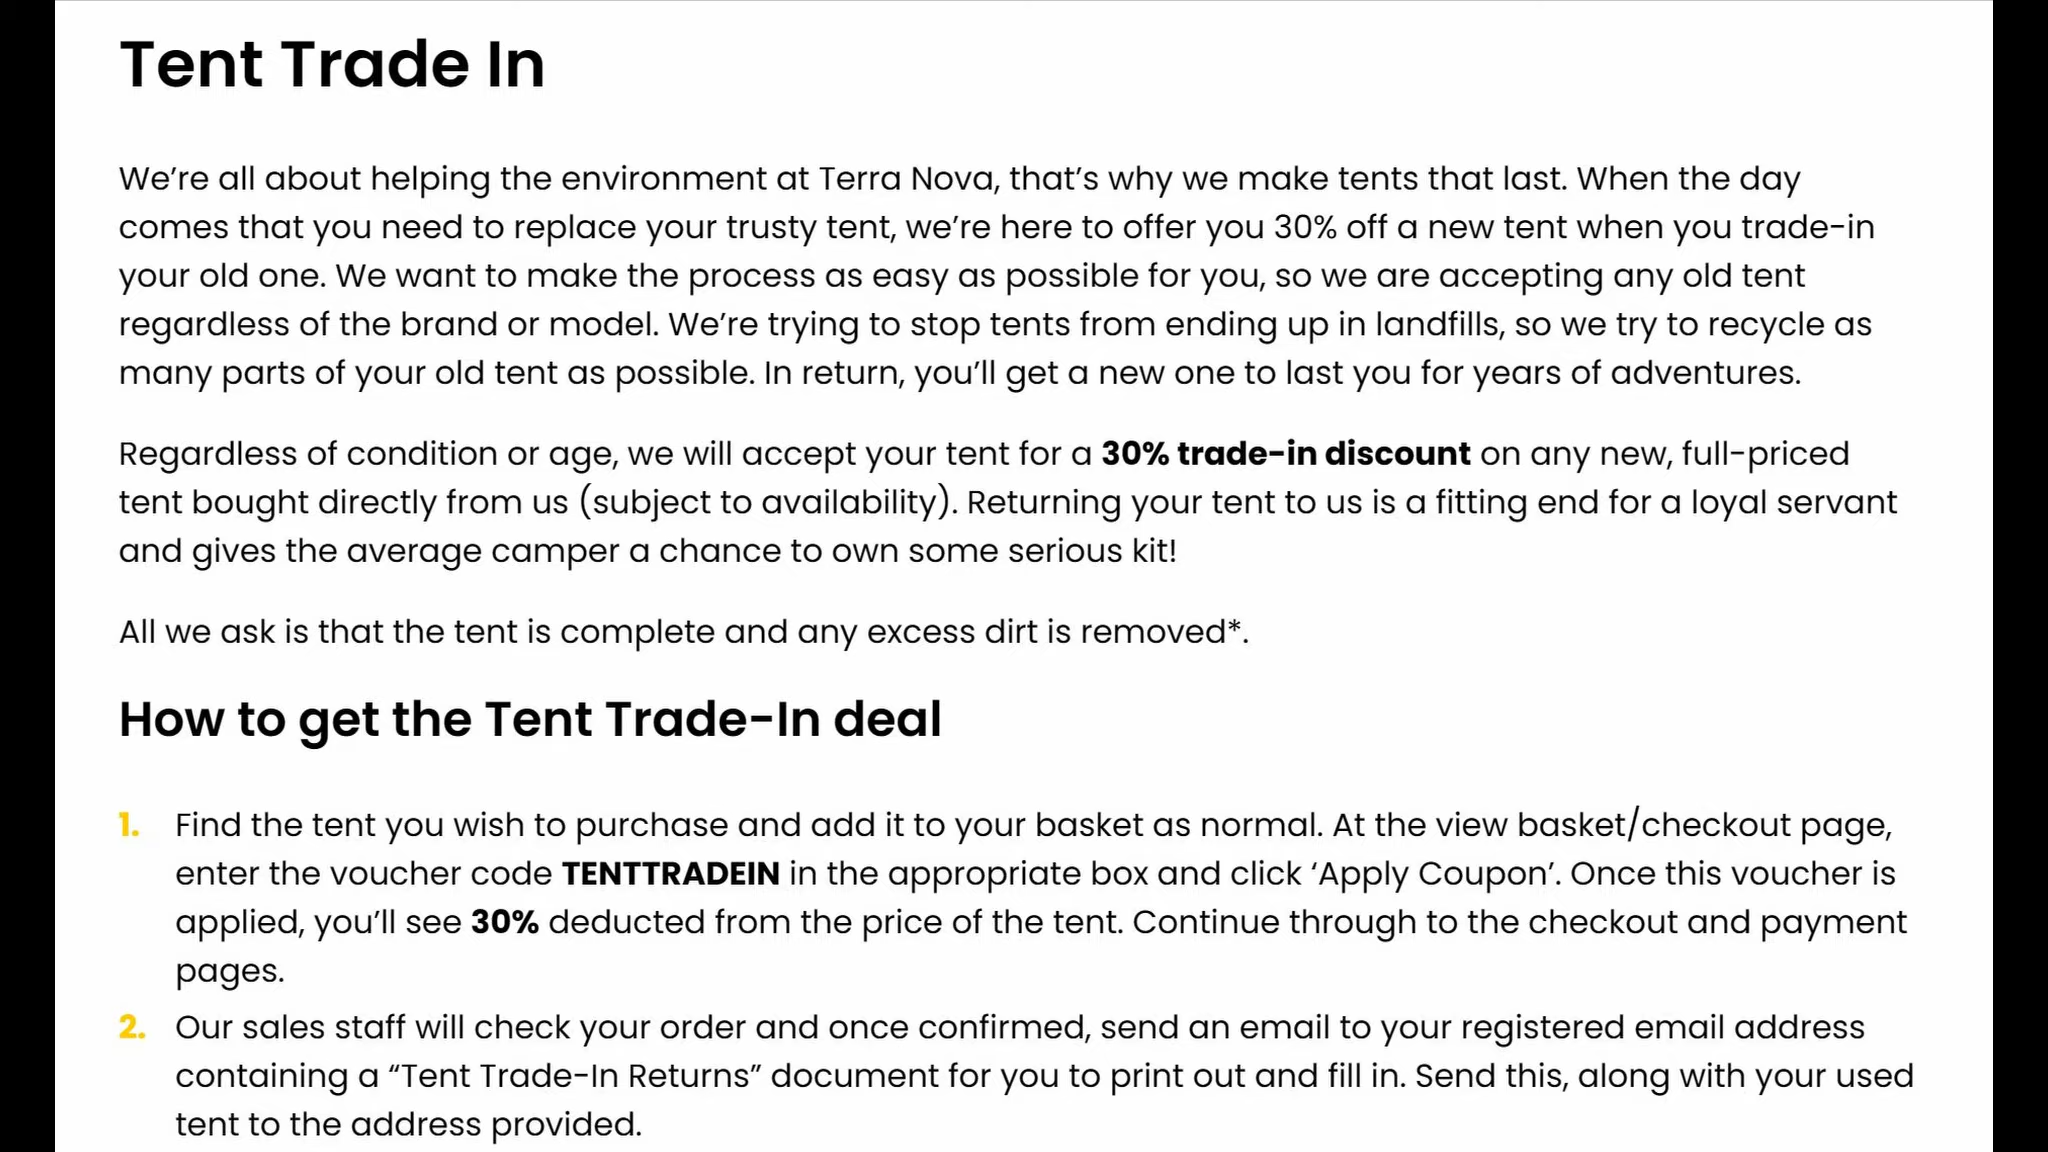 Tent Trade In
We’re all about helping the environment at Terra Nova, that’s why we make tents that last. When the day
comes that you need to replace your trusty tent, we’re here to offer you 30% off a new tent when you trade-in
your old one. We want to make the process as easy as possible for you, so we are accepting any old tent
regardless of the brand or model. We’re trying to stop tents from ending up in landfills, so we try to recycle as
many parts of your old tent as possible. In return, you’ll get a new one to last you for years of adventures.
Regardless of condition or age, we will accept your tent for a 30% trade-in discount on any new, full-priced
tent bought directly from us (subject to availability). Returning your tent to us is a fitting end for a loyal servant
and gives the average camper a chance to own some serious kit!
All we ask is that the tent is complete and any excess dirt is removed*.
How to get the Tent Trade-In deal
1. Find the tent you wish to purchase and add it to your basket as normal. At the view basket/checkout page,
enter the voucher code TENTTRADEIN in the appropriate box and click ‘Apply Coupon’. Once this voucher is
applied, you’ll see 30% deducted from the price of the tent. Continue through to the checkout and payment
pages.
2. Our sales staff will check your order and once confirmed, send an email to your registered email address
containing a “Tent Trade-In Returns” document for you to print out and fill in. Send this, along with your used
tent to the address provided.